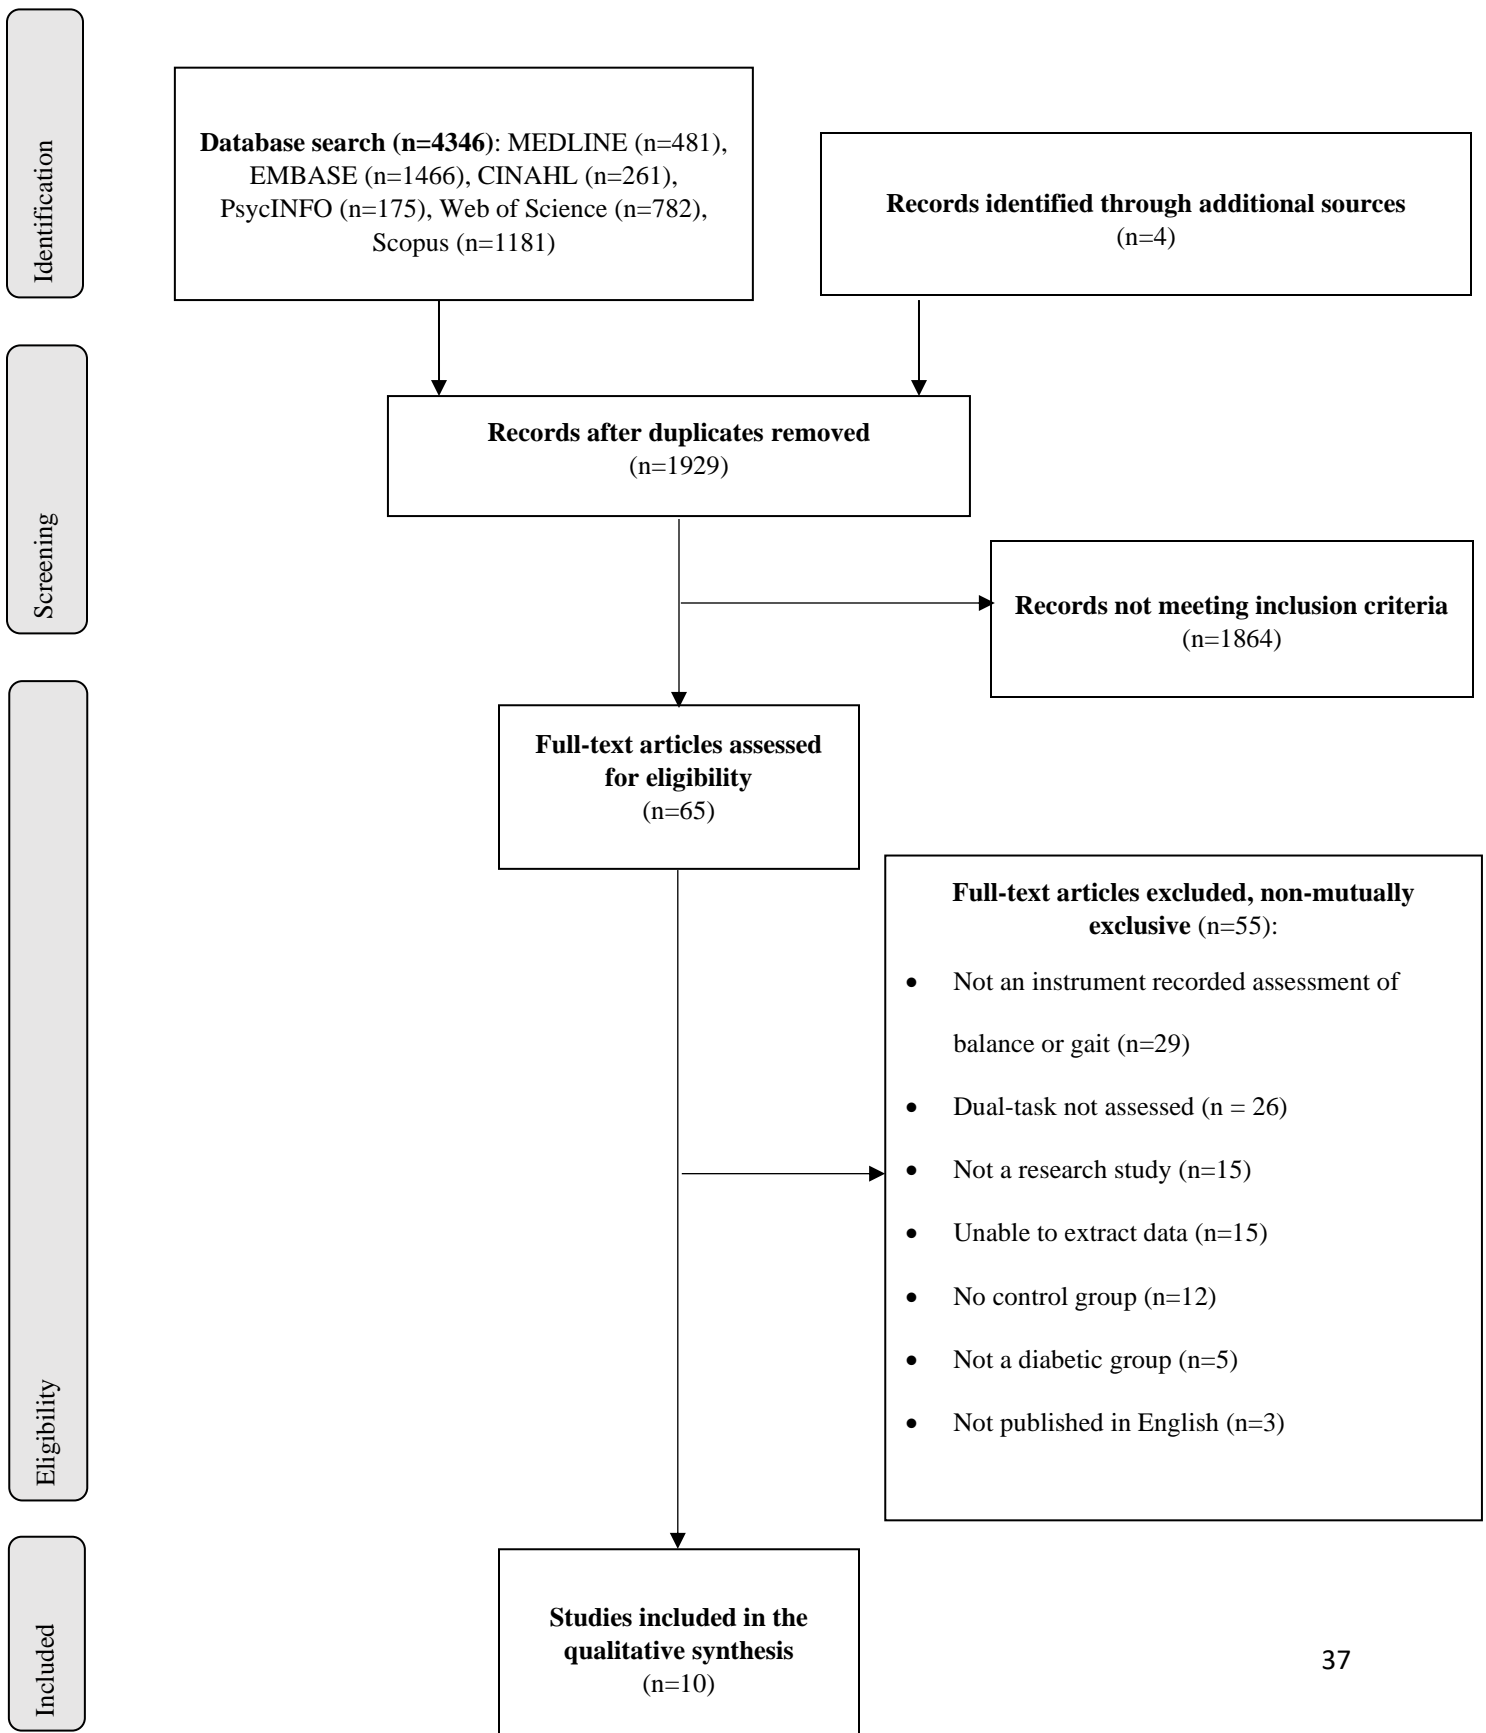 Identification
Database search (n=4346): MEDLINE (n=481),
EMBASE (n=1466), CINAHL (n=261),
PsycINFO (n=175), Web of Science (n=782),
Scopus (n=1181)
Records identified through additional sources
(n=4)
Screening
Records after duplicates removed
(n=1929)
Records not meeting inclusion criteria
(n=1864)
Eligibility
Full-text articles assessed
for eligibility
(n=65)
Full-text articles excluded, non-mutually
exclusive (n=55):
• Not an instrument recorded assessment of
balance or gait (n=29)
• Dual-task not assessed (n = 26)
• Not a research study (n=15)
• Unable to extract data (n=15)
• No control group (n=12)
• Not a diabetic group (n=5)
• Not published in English (n=3)
Included
Studies included in the
qualitative synthesis
(n=10)
37